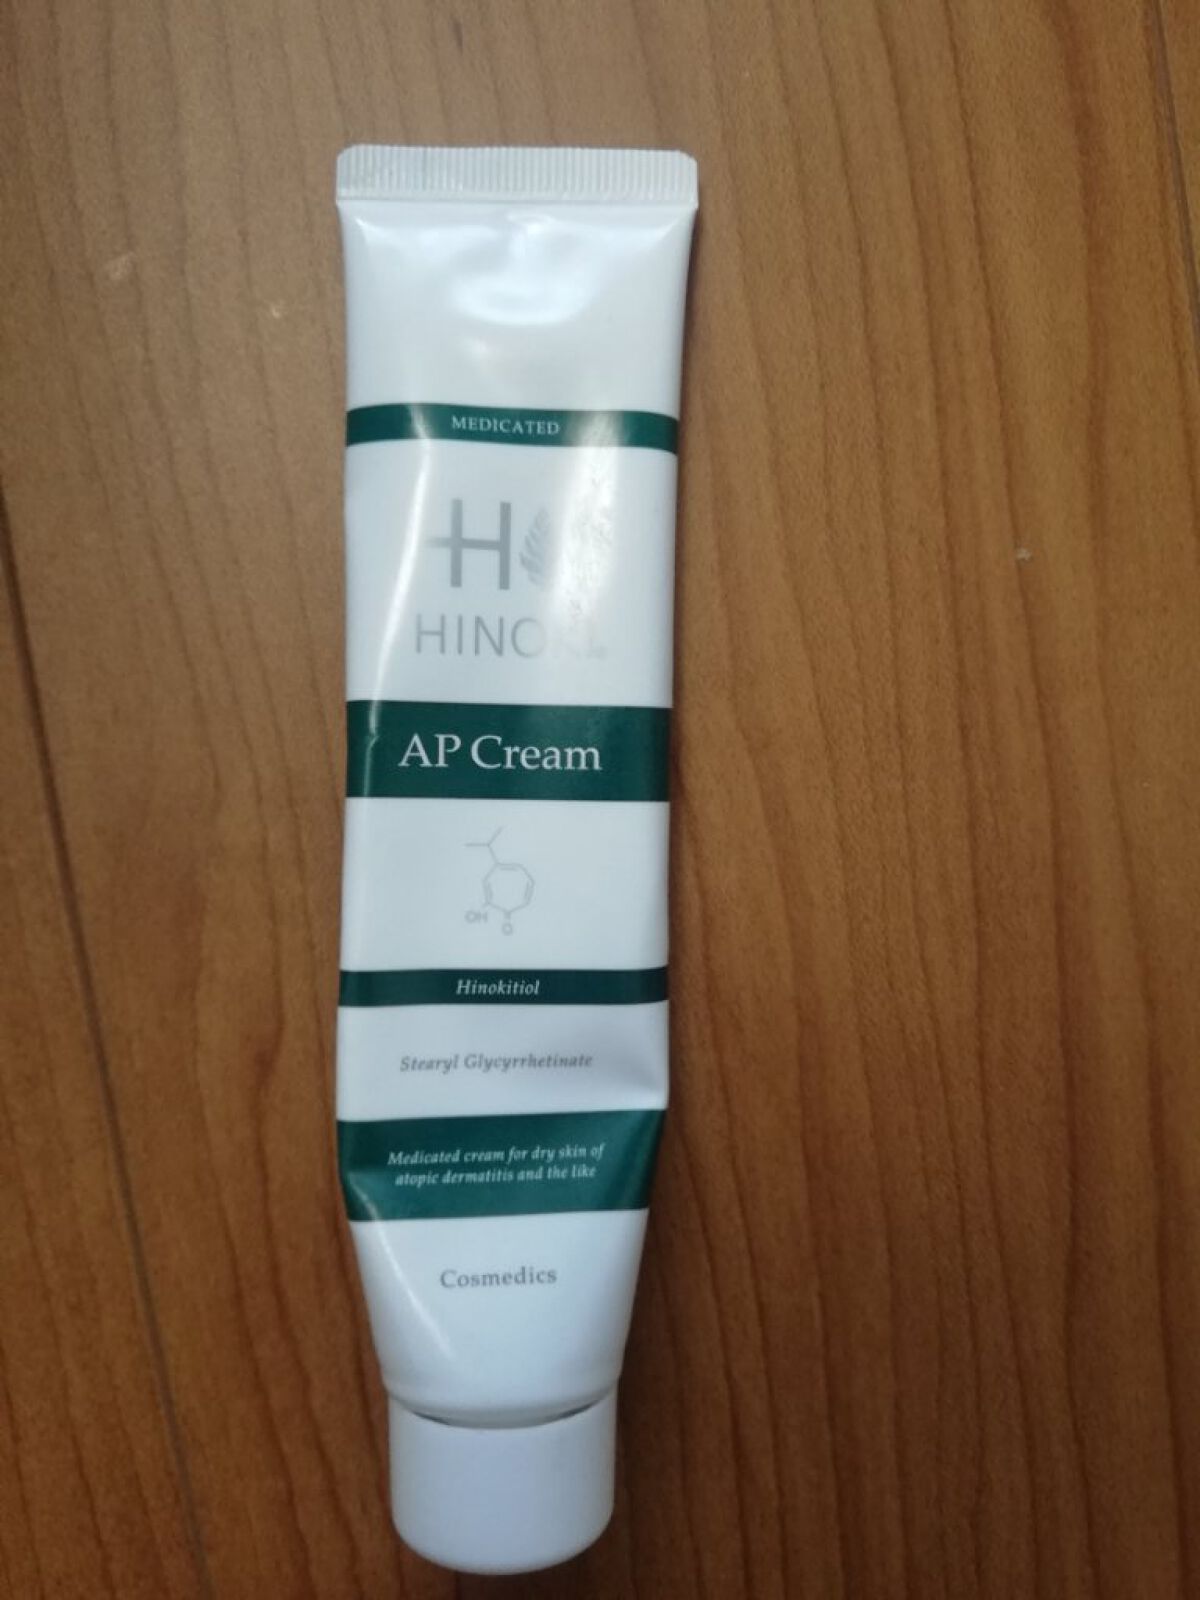 MEDICATED
H
AP Cream
OH
O
Hinokitiol
Stearyl Glycyrrhetinate
Medicated cream for dry skin of
atopic dermatitis and the like
Cosmedics